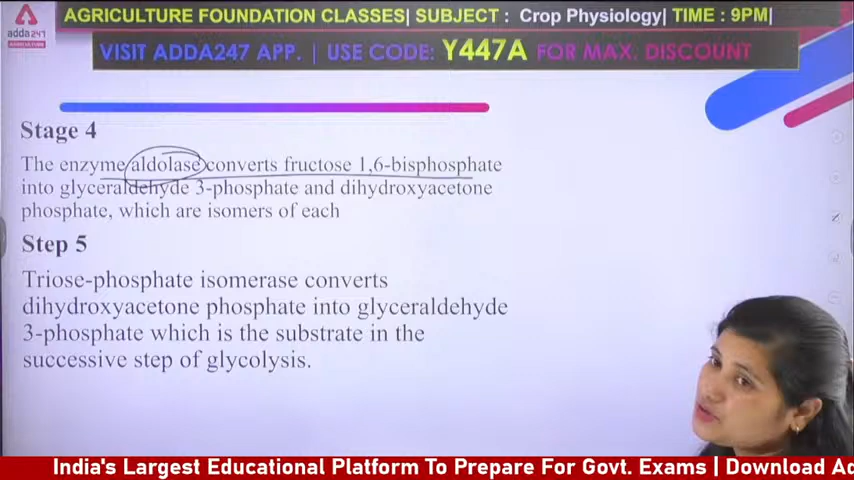 AGRICULTURE FOUNDATION CLASSES| SUBJECT : Crop Physiology| TIME : 9PM|
adda247
VISIT ADDA247 APP. | USE CODE: Y447A FOR MAX. DISCOUNT
Stage 4
The enzyme aldolase converts fructose 1,6-bisphosphate
into glyceraldehyde 3-phosphate and dihydroxyacetone
phosphate, which are isomers of each
Step 5
Triose-phosphate isomerase converts
dihydroxyacetone phosphate into glyceraldehyde
3-phosphate which is the substrate in the
successive step of glycolysis.
India's Largest Educational Platform To Prepare For Govt. Exams | Download Ad